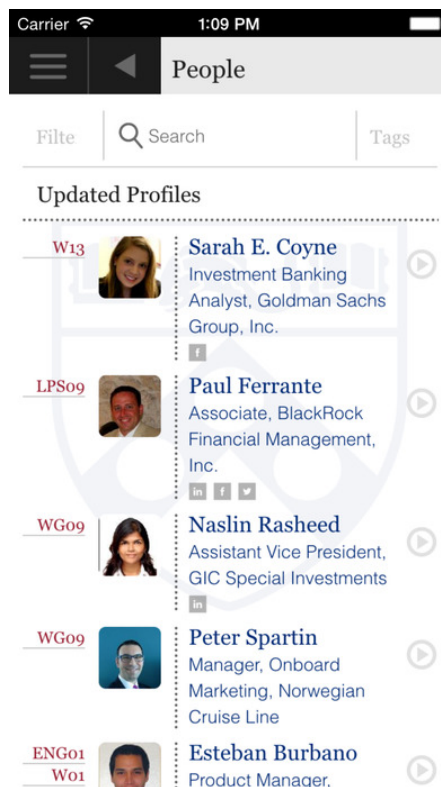 Carrier 1:09 PM
People
Filte Search Tags
Updated Profiles
W13
Sarah E. Coyne
Investment Banking
Analyst, Goldman Sachs
Group, Inc.
f
LPS09
Paul Ferrante
Associate, BlackRock
Financial Management,
Inc.
in f
WG09
Naslin Rasheed
Assistant Vice President,
GIC Special Investments
in
WG09
Peter Spartin
Manager, Onboard
Marketing, Norwegian
Cruise Line
ENG01
W01
Esteban Burbano
Product Manager,